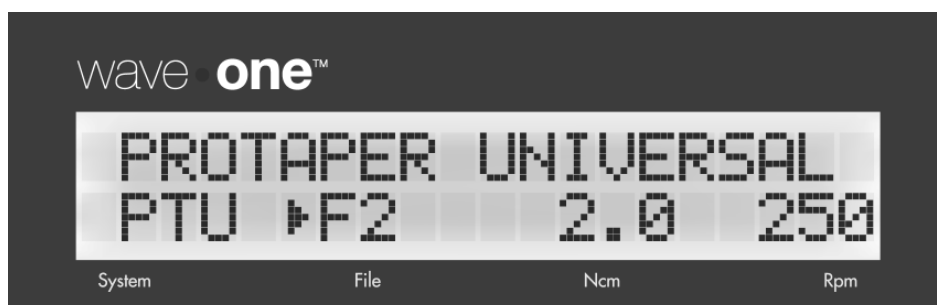 wave one™
PROTAPER UNIVERSAL
PTU ▶F2 2.0 250
System File Ncm Rpm